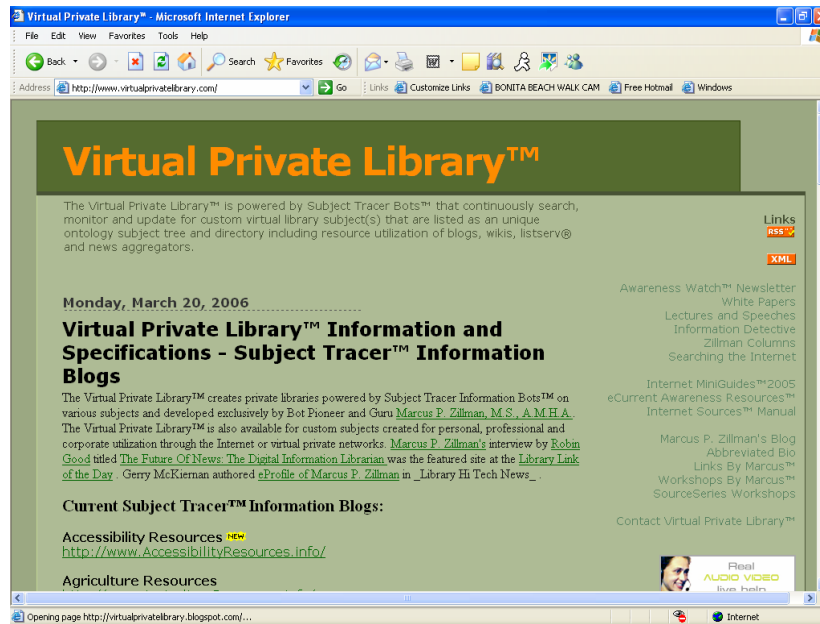 Virtual Private Library™ - Microsoft Internet Explorer
File Edit View Favorites Tools Help
Back Search Favorites
Address http://www.virtualprivatelibrary.com/ Go Links Customize Links BONITA BEACH WALK CAM Free Hotmail Windows
Virtual Private Library™
The Virtual Private Library™ is powered by Subject Tracer Bots™ that continuously search,
monitor and update for custom virtual library subject(s) that are listed as an unique
ontology subject tree and directory including resource utilization of blogs, wikis, listserv®
and news aggregators.
Monday, March 20, 2006
Virtual Private Library™ Information and
Specifications - Subject Tracer™ Information
Blogs
The Virtual Private Library™ creates private libraries powered by Subject Tracer Information Bots™ on
various subjects and developed exclusively by Bot Pioneer and Guru Marcus P. Zillman, M.S., A.M.H.A..
The Virtual Private Library™ is also available for custom subjects created for personal, professional and
corporate utilization through the Internet or virtual private networks. Marcus P. Zillman's interview by Robin
Good titled The Future Of News: The Digital Information Librarian was the featured site at the Library Link
of the Day . Gerry McKiernan authored eProfile of Marcus P. Zillman in _Library Hi Tech News_ .
Current Subject Tracer™ Information Blogs:
Accessibility Resources NEW
http://www.AccessibilityResources.info/
Agriculture Resources
Links
RSS
XML
Awareness Watch™ Newsletter
White Papers
Lectures and Speeches
Information Detective
Zillman Columns
Searching the Internet
Internet MiniGuides™2005
eCurrent Awareness Resources™
Internet Sources™ Manual
Marcus P. Zillman's Blog
Abbreviated Bio
Links By Marcus™
Workshops By Marcus™
SourceSeries Workshops
Contact Virtual Private Library™
Real
AUDIO VIDEO
live help
Opening page http://virtualprivatelibrary.blogspot.com/... Internet